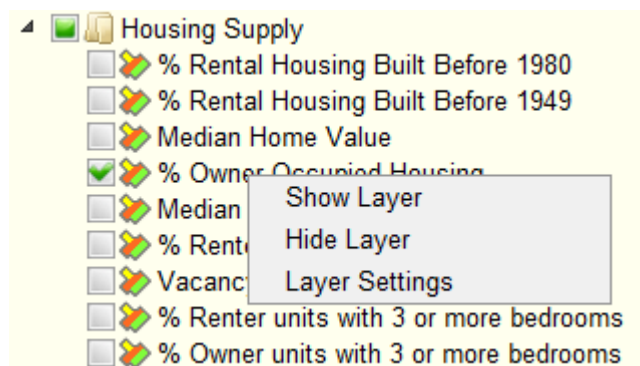 Housing Supply
% Rental Housing Built Before 1980
% Rental Housing Built Before 1949
Median Home Value
% Owner Occupied Housing
Show Layer
Median
Hide Layer
% Rente
Layer Settings
Vacanc
% Renter units with 3 or more bedrooms
% Owner units with 3 or more bedrooms